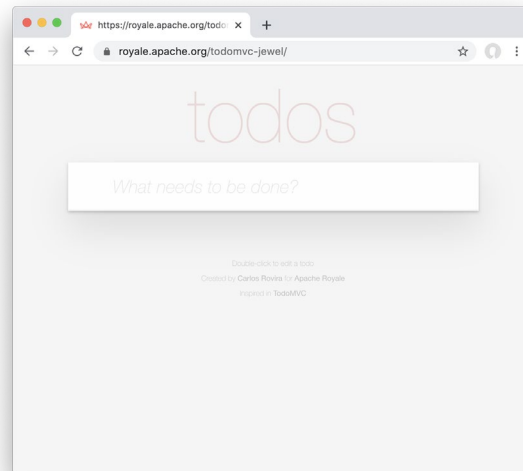 https://royale.apache.org/todo
royale.apache.org/todomvc-jewel/
todos
What needs to be done?
Double-click to edit a todo
Created by Carlos Rovira for Apache Royale
Inspired in TodoMVC